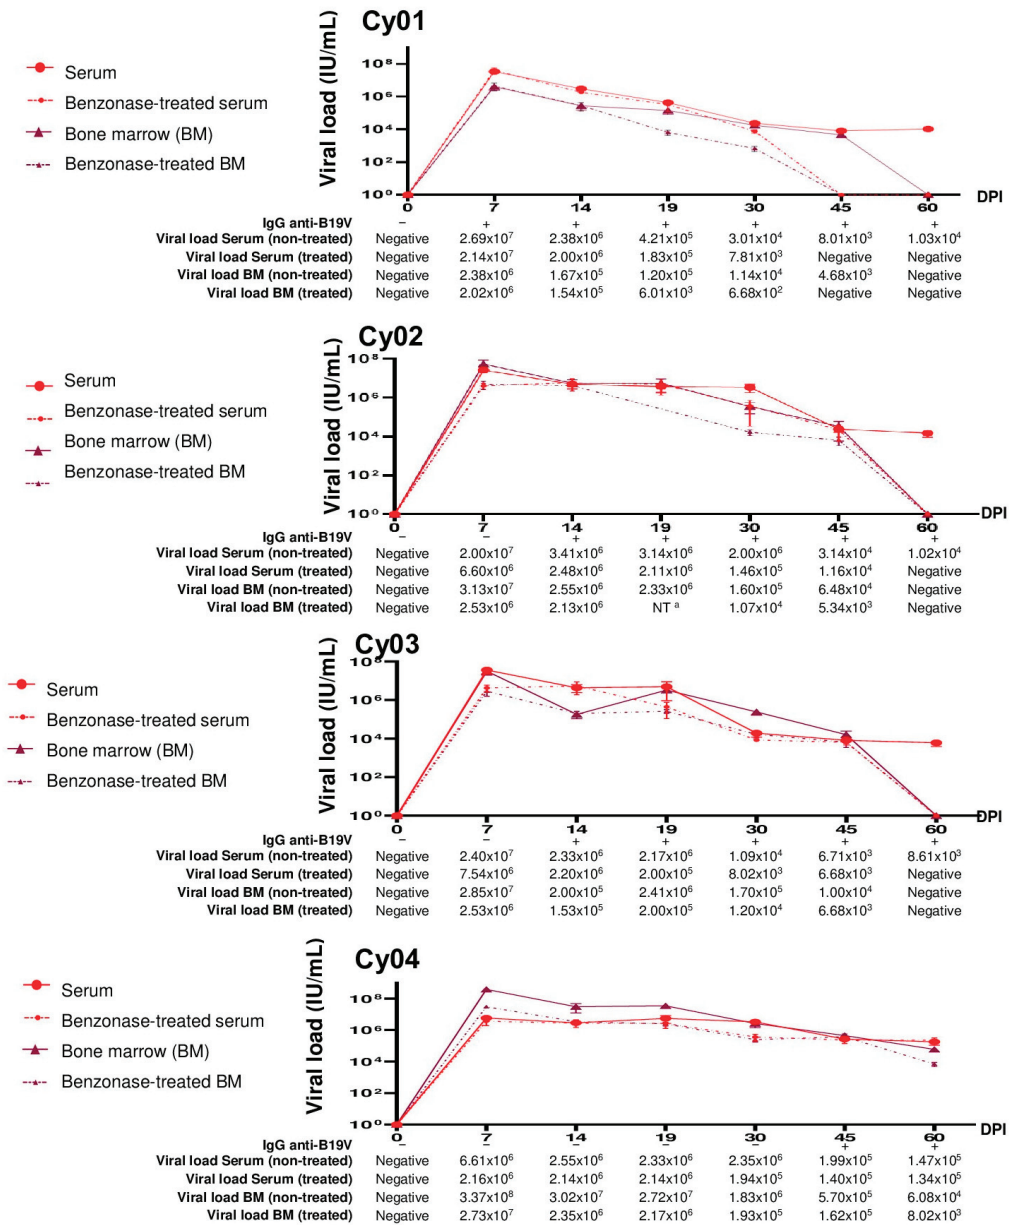 Cy01
Viral load (IU/mL)
Serum
Benzonase-treated serum
Bone marrow (BM)
Benzonase-treated BM
10⁸
10⁶
10⁴
10²
10⁰
DPI
0 7 14 19 30 45 60
IgG anti-B19V − + + + + + +
Viral load Serum (non-treated) Negative 2.69x10⁷ 2.38x10⁶ 4.21x10⁵ 3.01x10⁴ 8.01x10³ 1.03x10⁴
Viral load Serum (treated) Negative 2.14x10⁷ 2.00x10⁶ 1.83x10⁵ 7.81x10³ Negative Negative
Viral load BM (non-treated) Negative 2.38x10⁶ 1.67x10⁵ 1.20x10⁵ 1.14x10⁴ 4.68x10³ Negative
Viral load BM (treated) Negative 2.02x10⁶ 1.54x10⁵ 6.01x10³ 6.68x10² Negative Negative
Cy02
Viral load (IU/mL)
Serum
Benzonase-treated serum
Bone marrow (BM)
Benzonase-treated BM
10⁸
10⁶
10⁴
10²
10⁰
DPI
0 7 14 19 30 45 60
IgG anti-B19V − − + + + + +
Viral load Serum (non-treated) Negative 2.00x10⁷ 3.41x10⁶ 3.14x10⁶ 2.00x10⁶ 3.14x10⁴ 1.02x10⁴
Viral load Serum (treated) Negative 6.60x10⁶ 2.48x10⁶ 2.11x10⁶ 1.46x10⁵ 1.16x10⁴ Negative
Viral load BM (non-treated) Negative 3.13x10⁷ 2.55x10⁶ 2.33x10⁶ 1.60x10⁵ 6.48x10⁴ Negative
Viral load BM (treated) Negative 2.53x10⁶ 2.13x10⁶ NT ᵃ 1.07x10⁴ 5.34x10³ Negative
Cy03
Viral load (IU/mL)
Serum
Benzonase-treated serum
Bone marrow (BM)
Benzonase-treated BM
10⁸
10⁶
10⁴
10²
10⁰
DPI
0 7 14 19 30 45 60
IgG anti-B19V − − + + − + +
Viral load Serum (non-treated) Negative 2.40x10⁷ 2.33x10⁶ 2.17x10⁶ 1.09x10⁴ 6.71x10³ 8.61x10³
Viral load Serum (treated) Negative 7.54x10⁶ 2.20x10⁶ 2.00x10⁵ 8.02x10³ 6.68x10³ Negative
Viral load BM (non-treated) Negative 2.85x10⁷ 2.00x10⁵ 2.41x10⁶ 1.70x10⁵ 1.00x10⁴ Negative
Viral load BM (treated) Negative 2.53x10⁶ 1.53x10⁵ 2.00x10⁵ 1.20x10⁴ 6.68x10³ Negative
Cy04
Viral load (IU/mL)
Serum
Benzonase-treated serum
Bone marrow (BM)
Benzonase-treated BM
10⁸
10⁶
10⁴
10²
10⁰
DPI
0 7 14 19 30 45 60
IgG anti-B19V − − − − − + +
Viral load Serum (non-treated) Negative 6.61x10⁶ 2.55x10⁶ 2.33x10⁶ 2.35x10⁶ 1.99x10⁵ 1.47x10⁵
Viral load Serum (treated) Negative 2.16x10⁶ 2.14x10⁶ 2.14x10⁶ 1.94x10⁵ 1.40x10⁵ 1.34x10⁵
Viral load BM (non-treated) Negative 3.37x10⁸ 3.02x10⁷ 2.72x10⁷ 1.83x10⁶ 5.70x10⁵ 6.08x10⁴
Viral load BM (treated) Negative 2.73x10⁷ 2.35x10⁶ 2.17x10⁶ 1.93x10⁵ 1.62x10⁵ 8.02x10³